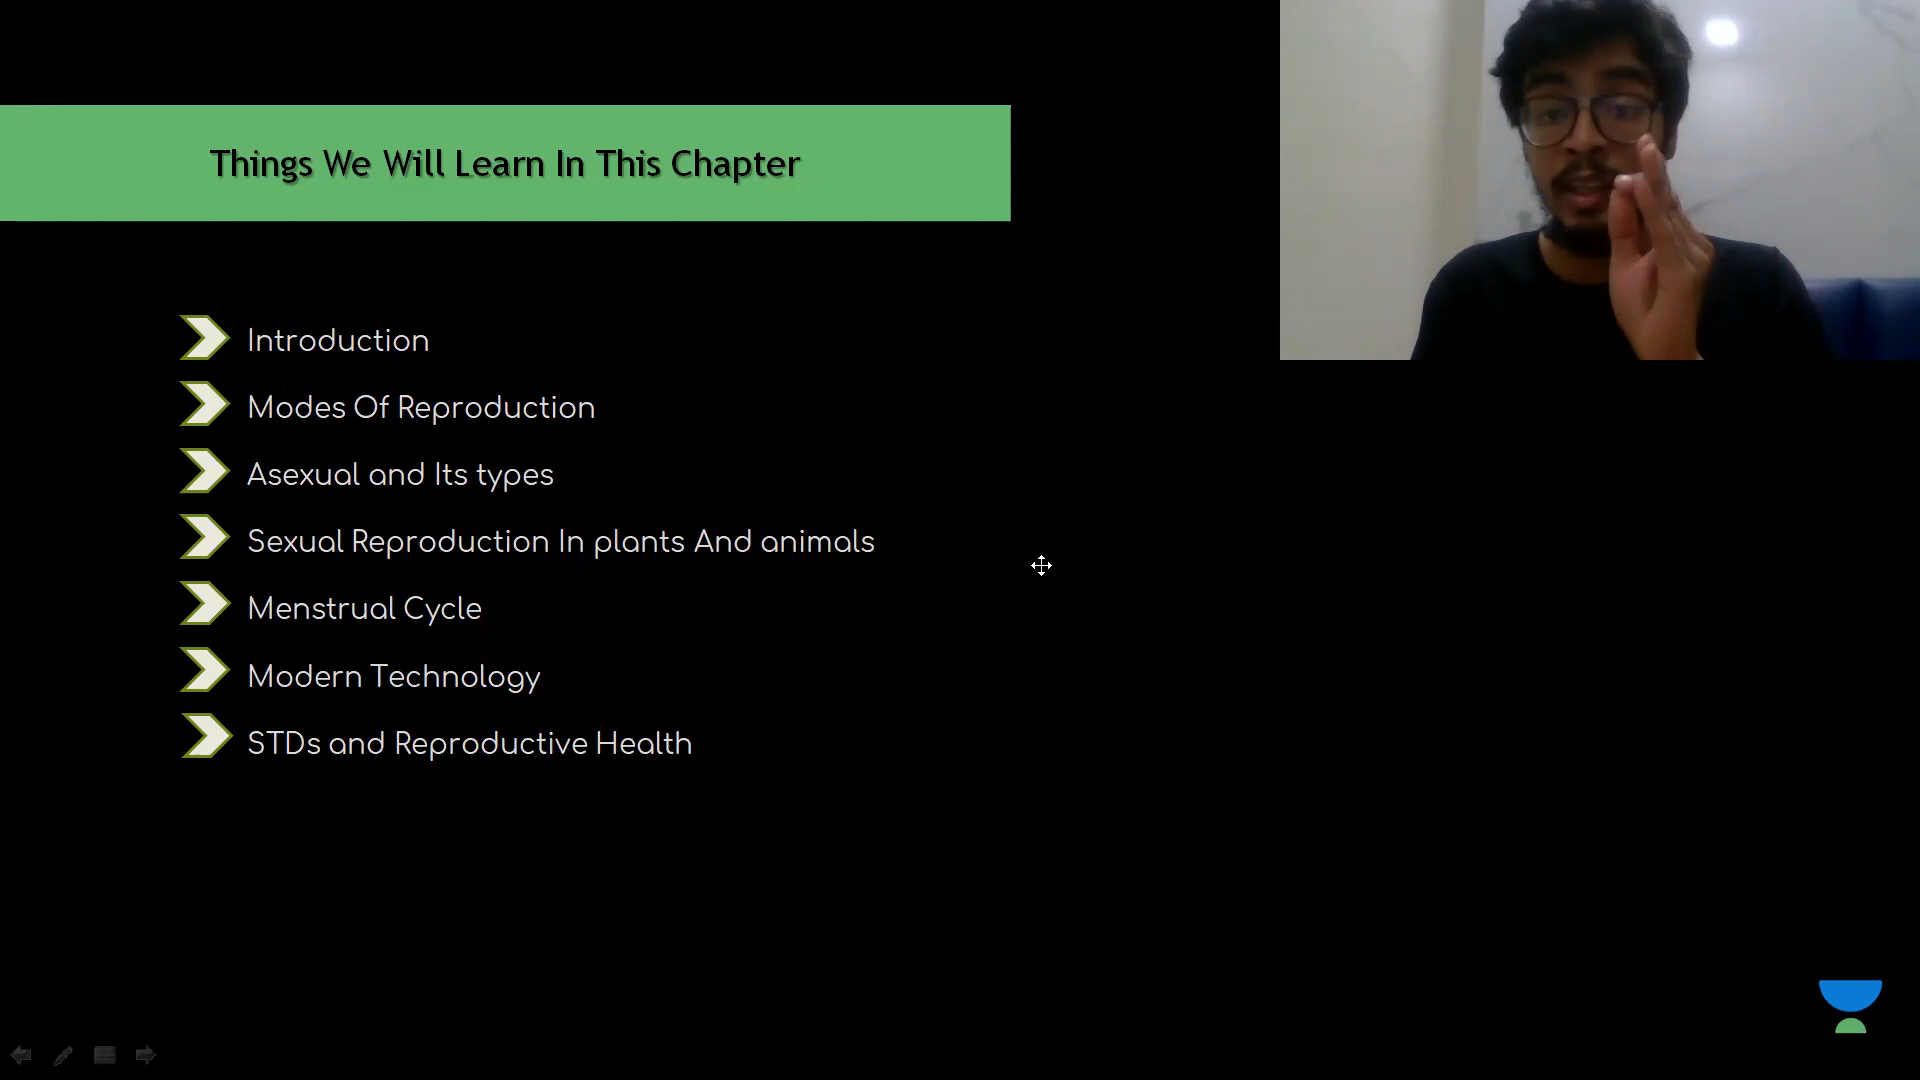 Things We Will Learn In This Chapter
Introduction
Modes Of Reproduction
Asexual and Its types
Sexual Reproduction In plants And animals
Menstrual Cycle
Modern Technology
STDs and Reproductive Health